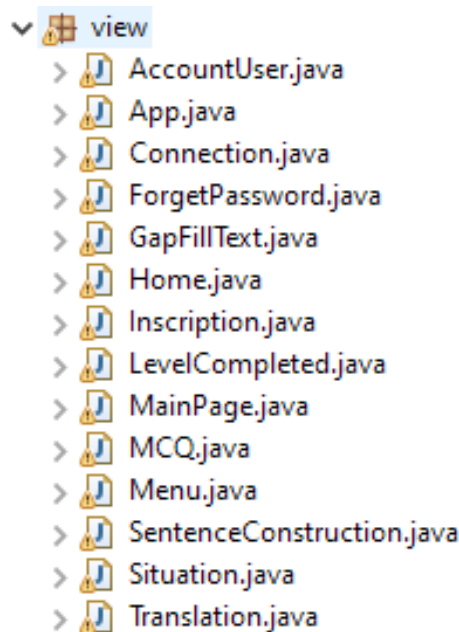 view
AccountUser.java
App.java
Connection.java
ForgetPassword.java
GapFillText.java
Home.java
Inscription.java
LevelCompleted.java
MainPage.java
MCQ.java
Menu.java
SentenceConstruction.java
Situation.java
Translation.java